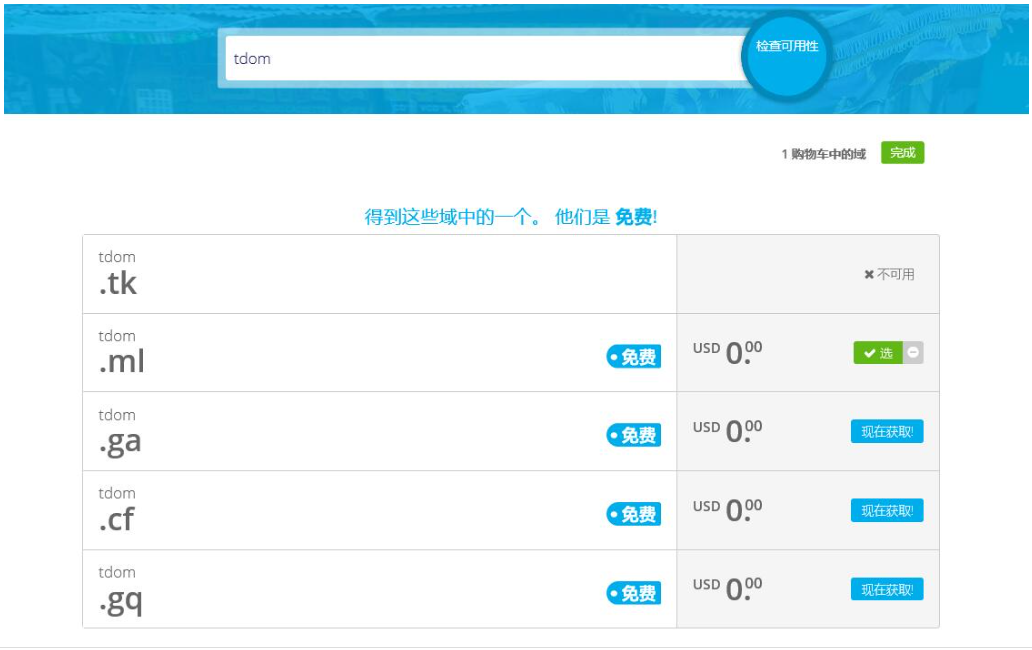 tdom
检查可用性
1 购物车中的域 完成
得到这些域中的一个。 他们是 免费!
tdom
.tk
不可用
tdom
.ml
免费
USD 0.00
选
tdom
.ga
免费
USD 0.00
现在获取!
tdom
.cf
免费
USD 0.00
现在获取!
tdom
.gq
免费
USD 0.00
现在获取!